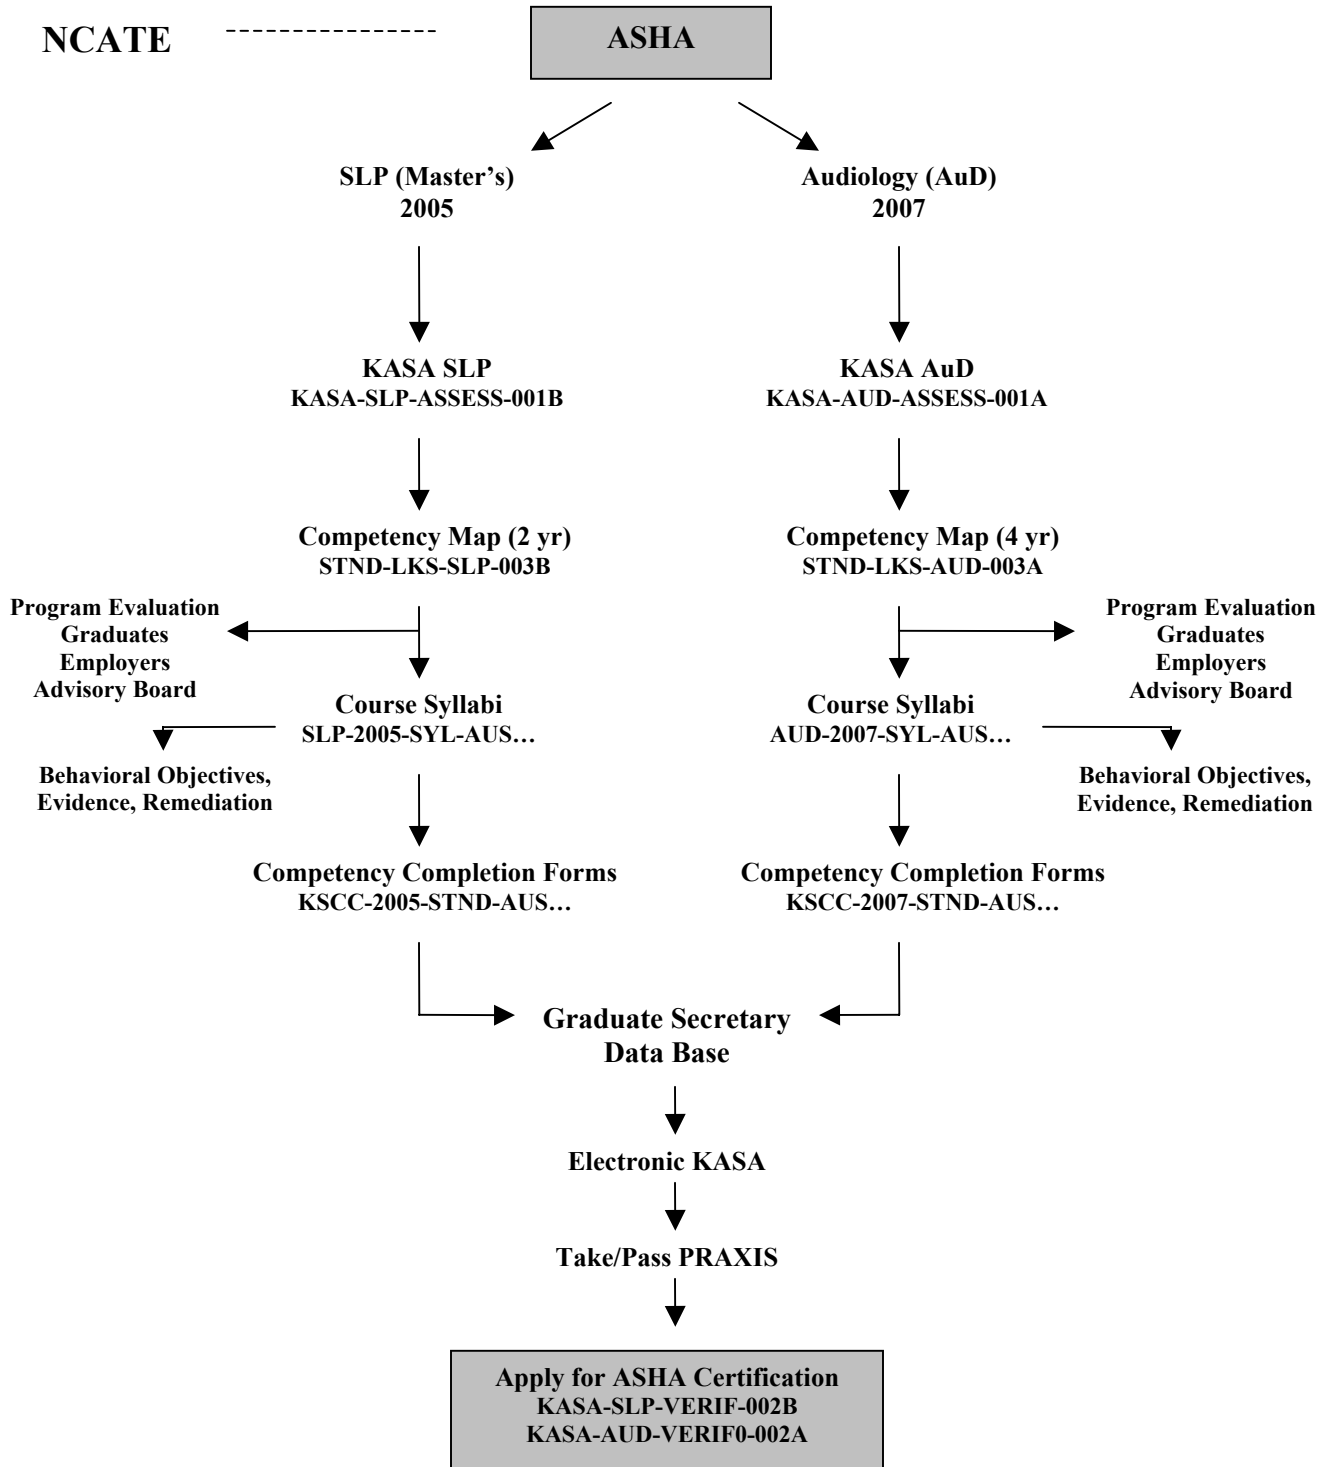 NCATE
ASHA
SLP (Master’s)
2005
Audiology (AuD)
2007
KASA SLP
KASA-SLP-ASSESS-001B
KASA AuD
KASA-AUD-ASSESS-001A
Competency Map (2 yr)
STND-LKS-SLP-003B
Competency Map (4 yr)
STND-LKS-AUD-003A
Program Evaluation
Graduates
Employers
Advisory Board
Program Evaluation
Graduates
Employers
Advisory Board
Course Syllabi
SLP-2005-SYL-AUS…
Course Syllabi
AUD-2007-SYL-AUS…
Behavioral Objectives,
Evidence, Remediation
Behavioral Objectives,
Evidence, Remediation
Competency Completion Forms
KSCC-2005-STND-AUS…
Competency Completion Forms
KSCC-2007-STND-AUS…
Graduate Secretary
Data Base
Electronic KASA
Take/Pass PRAXIS
Apply for ASHA Certification
KASA-SLP-VERIF-002B
KASA-AUD-VERIF0-002A